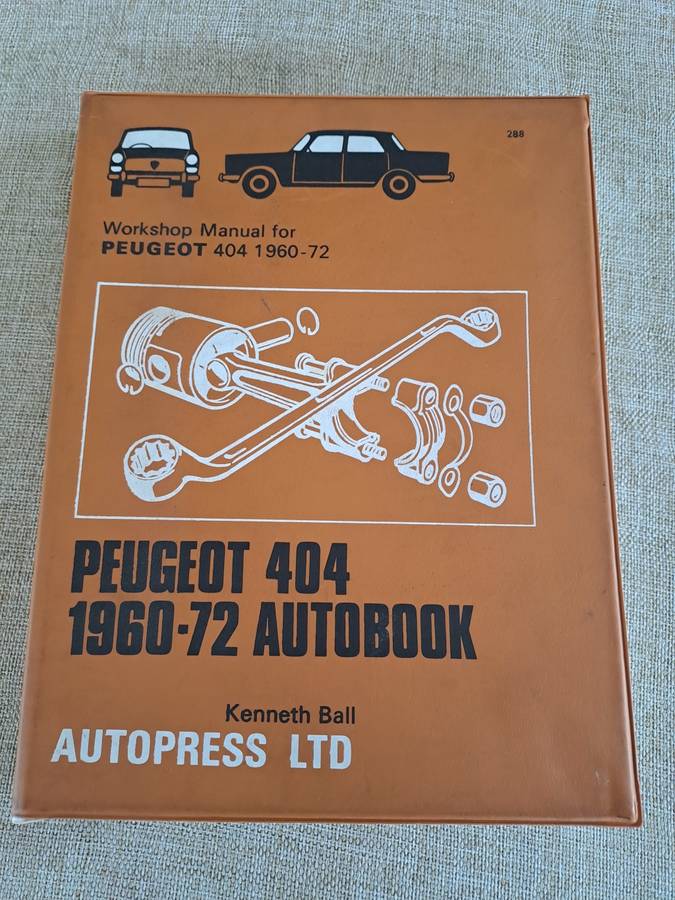 288
Workshop Manual for
PEUGEOT 404 1960-72
PEUGEOT 404
1960-72 AUTOBOOK
Kenneth Ball
AUTOPRESS LTD